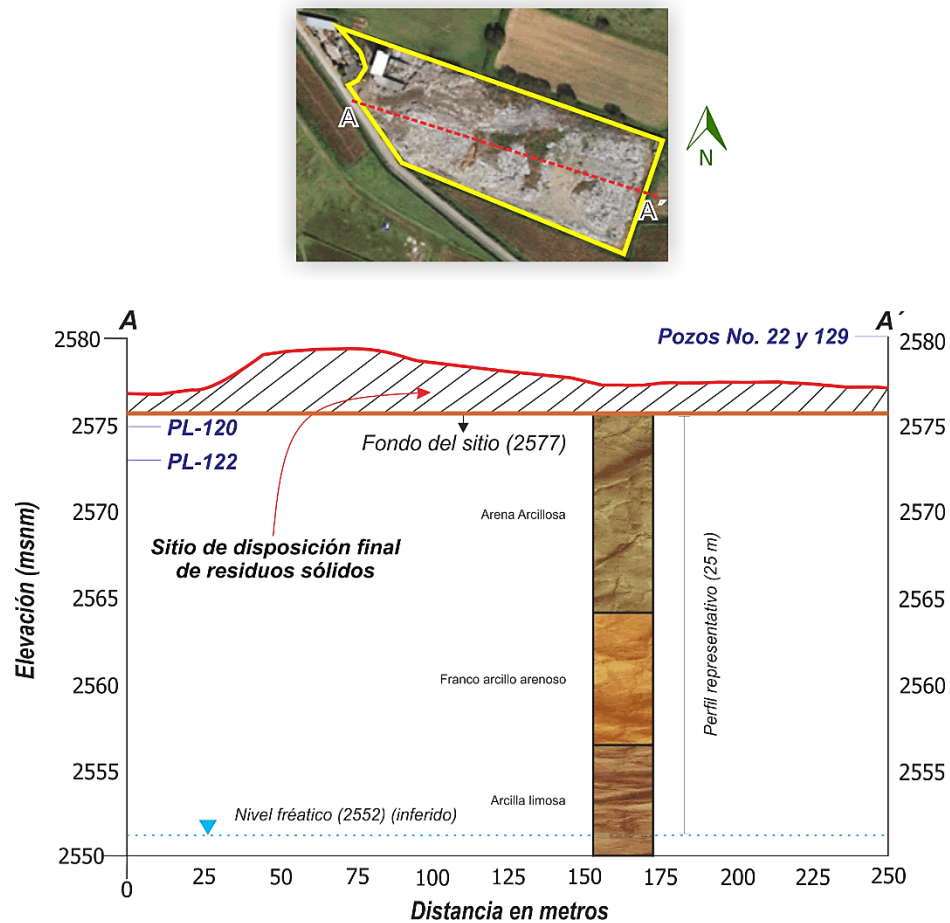 A
A´
N
A
A´
Pozos No. 22 y 129
2580
2580
2575
2575
PL-120
PL-122
Fondo del sitio (2577)
2570
2570
Arena Arcillosa
Sitio de disposición final
de residuos sólidos
2565
2565
Elevación (msnm)
Perfil representativo (25 m)
2560
2560
Franco arcillo arenoso
2555
2555
Arcilla limosa
Nivel fréatico (2552) (inferido)
2550
0
25
50
75
100
125
150
175
200
225
250
Distancia en metros